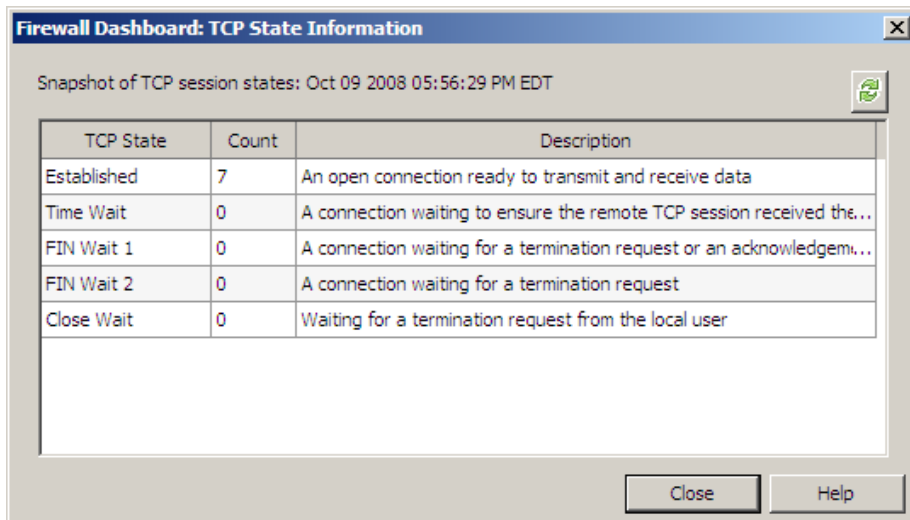 Firewall Dashboard: TCP State Information
Snapshot of TCP session states: Oct 09 2008 05:56:29 PM EDT
TCP State Count Description
Established 7 An open connection ready to transmit and receive data
Time Wait 0 A connection waiting to ensure the remote TCP session received the...
FIN Wait 1 0 A connection waiting for a termination request or an acknowledgem...
FIN Wait 2 0 A connection waiting for a termination request
Close Wait 0 Waiting for a termination request from the local user
Close Help